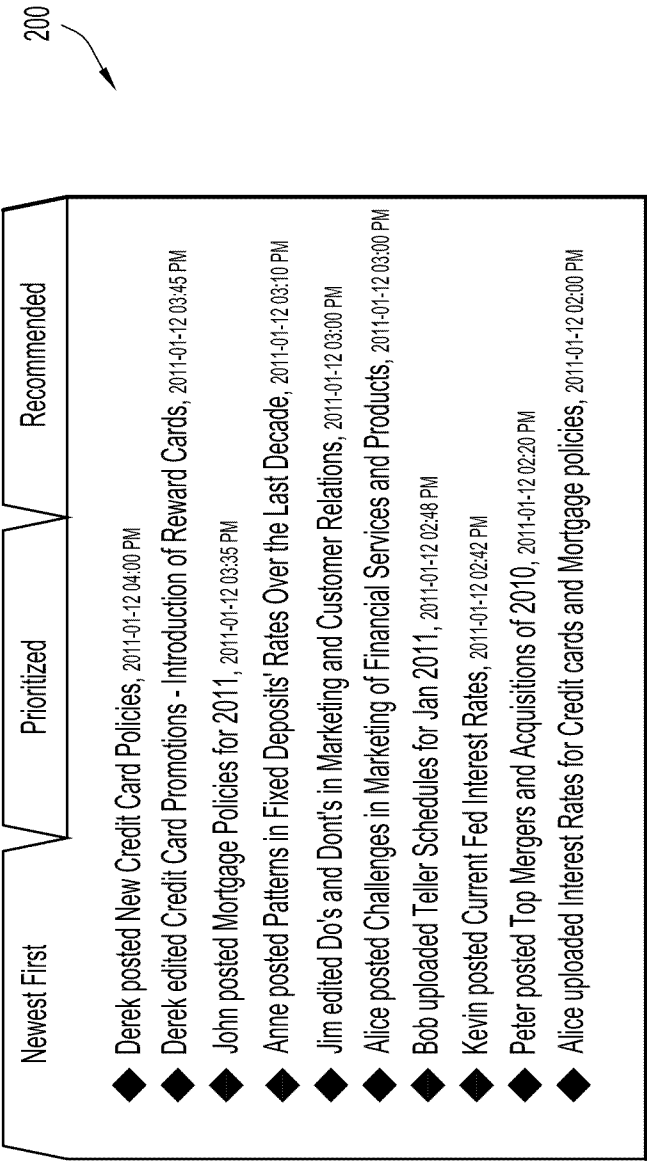 200
Newest First
Prioritized
Recommended
Derek posted New Credit Card Policies, 2011-01-12 04:00 PM
Derek edited Credit Card Promotions - Introduction of Reward Cards, 2011-01-12 03:45 PM
John posted Mortgage Policies for 2011, 2011-01-12 03:35 PM
Anne posted Patterns in Fixed Deposits' Rates Over the Last Decade, 2011-01-12 03:10 PM
Jim edited Do's and Dont's in Marketing and Customer Relations, 2011-01-12 03:00 PM
Alice posted Challenges in Marketing of Financial Services and Products, 2011-01-12 03:00 PM
Bob uploaded Teller Schedules for Jan 2011, 2011-01-12 02:48 PM
Kevin posted Current Fed Interest Rates, 2011-01-12 02:42 PM
Peter posted Top Mergers and Acquisitions of 2010, 2011-01-12 02:20 PM
Alice uploaded Interest Rates for Credit cards and Mortgage policies, 2011-01-12 02:00 PM